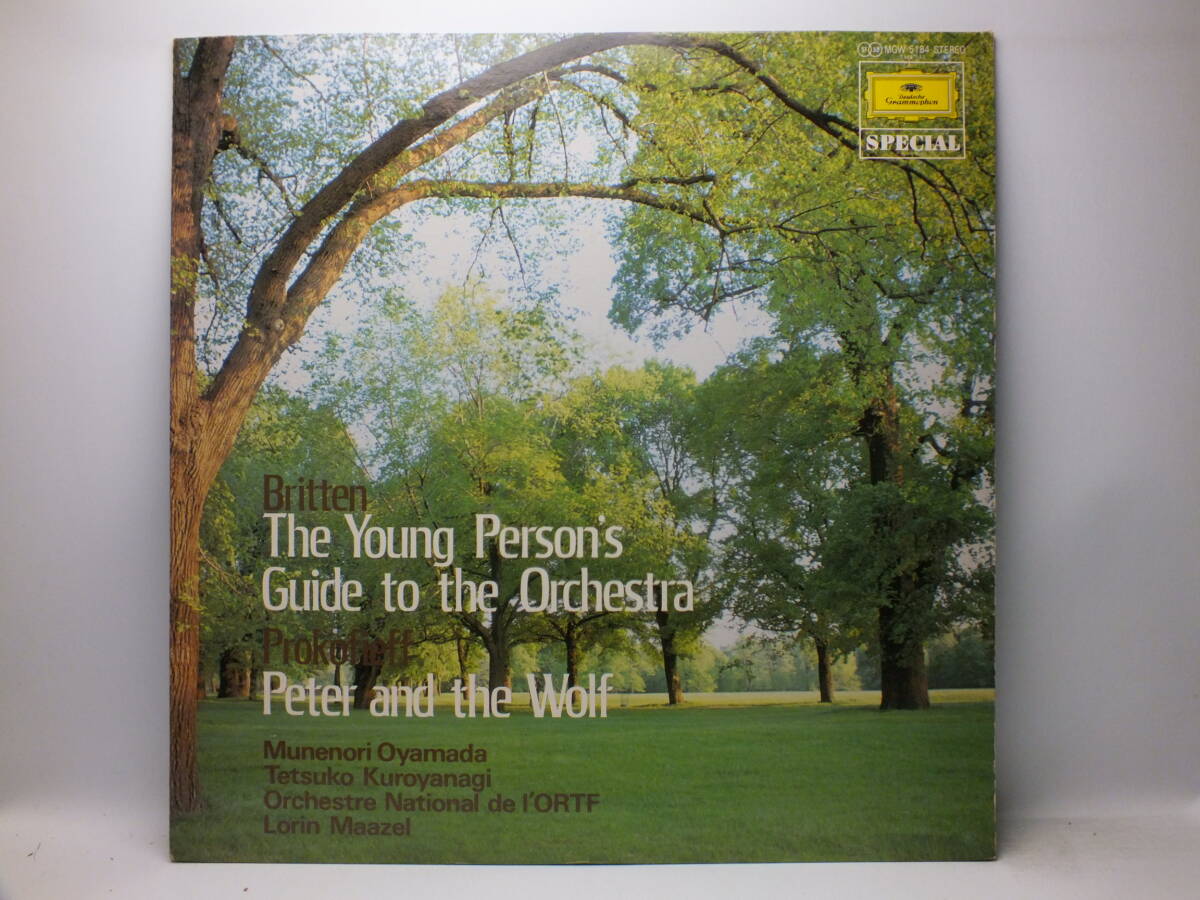 MGW 5184 STEREO
Deutsche
Grammophon
SPECIAL
Britten
The Young Person's
Guide to the Orchestra
Prokofieff
Peter and the Wolf
Munenori Oyamada
Tetsuko Kuroyanagi
Orchestre National de l'ORTF
Lorin Maazel